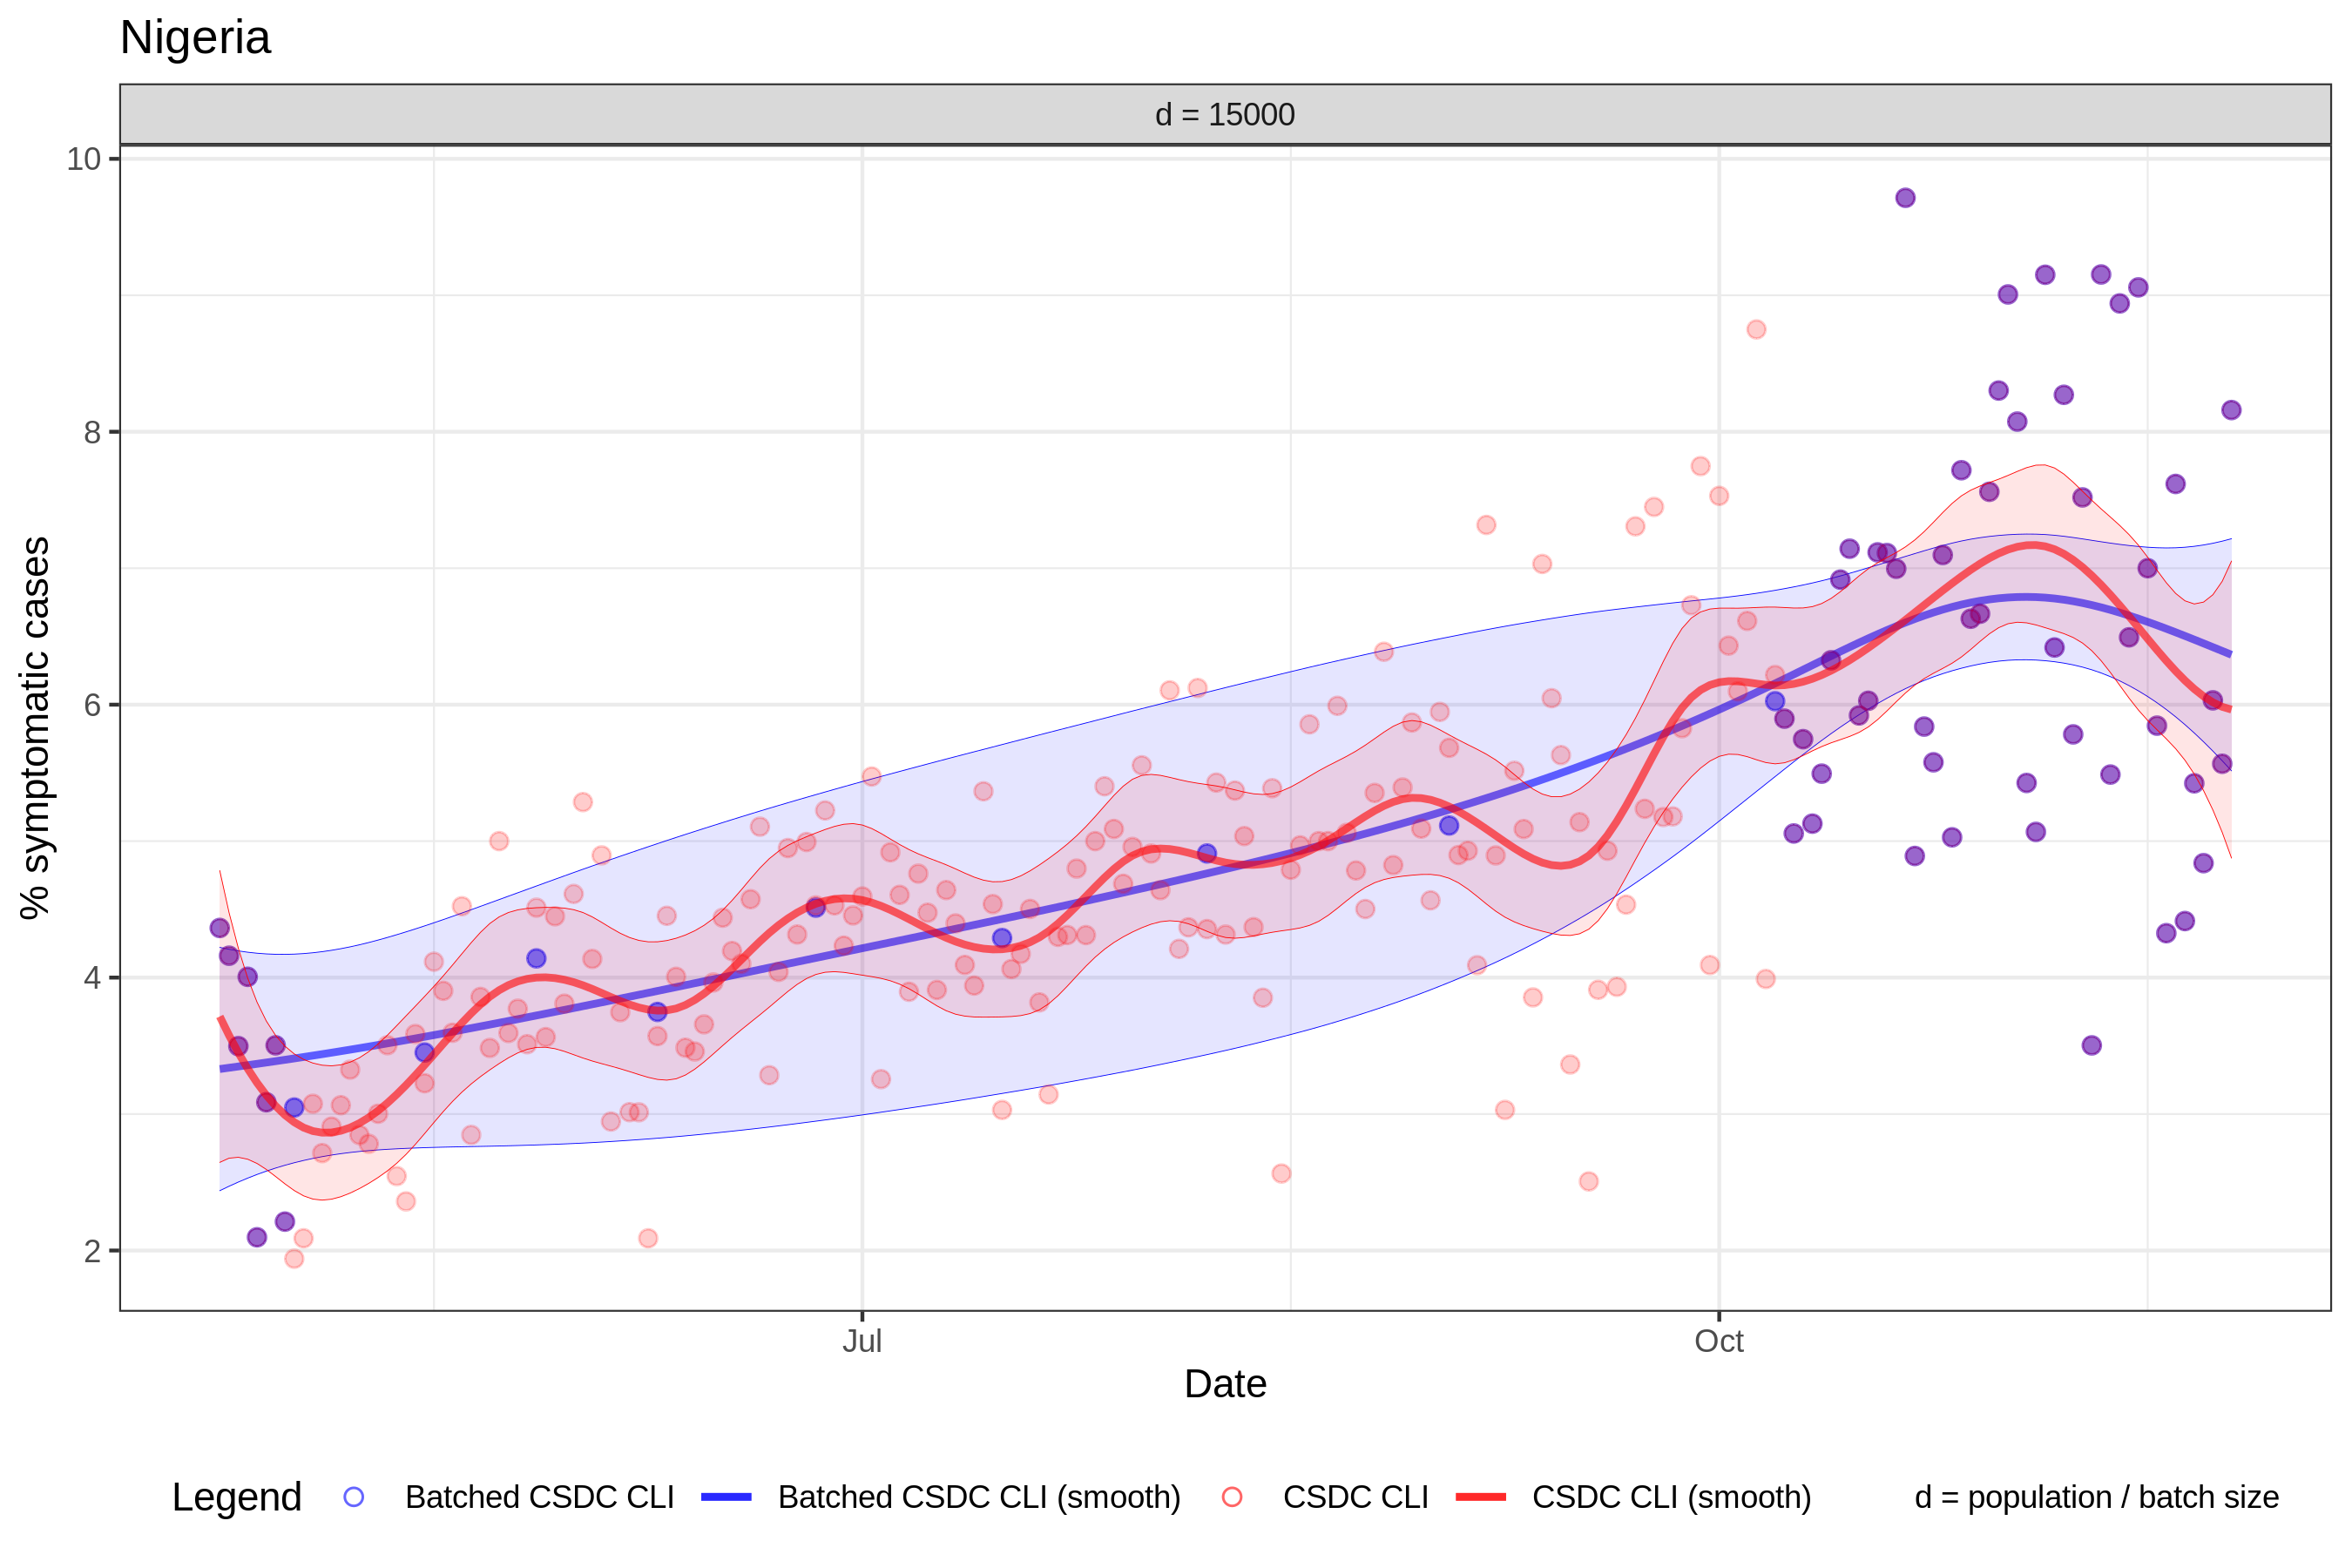 Nigeria
d = 15000
10
8
6
4
2
% symptomatic cases
Jul
Oct
Date
Legend
Batched CSDC CLI
Batched CSDC CLI (smooth)
CSDC CLI
CSDC CLI (smooth)
d = population / batch size